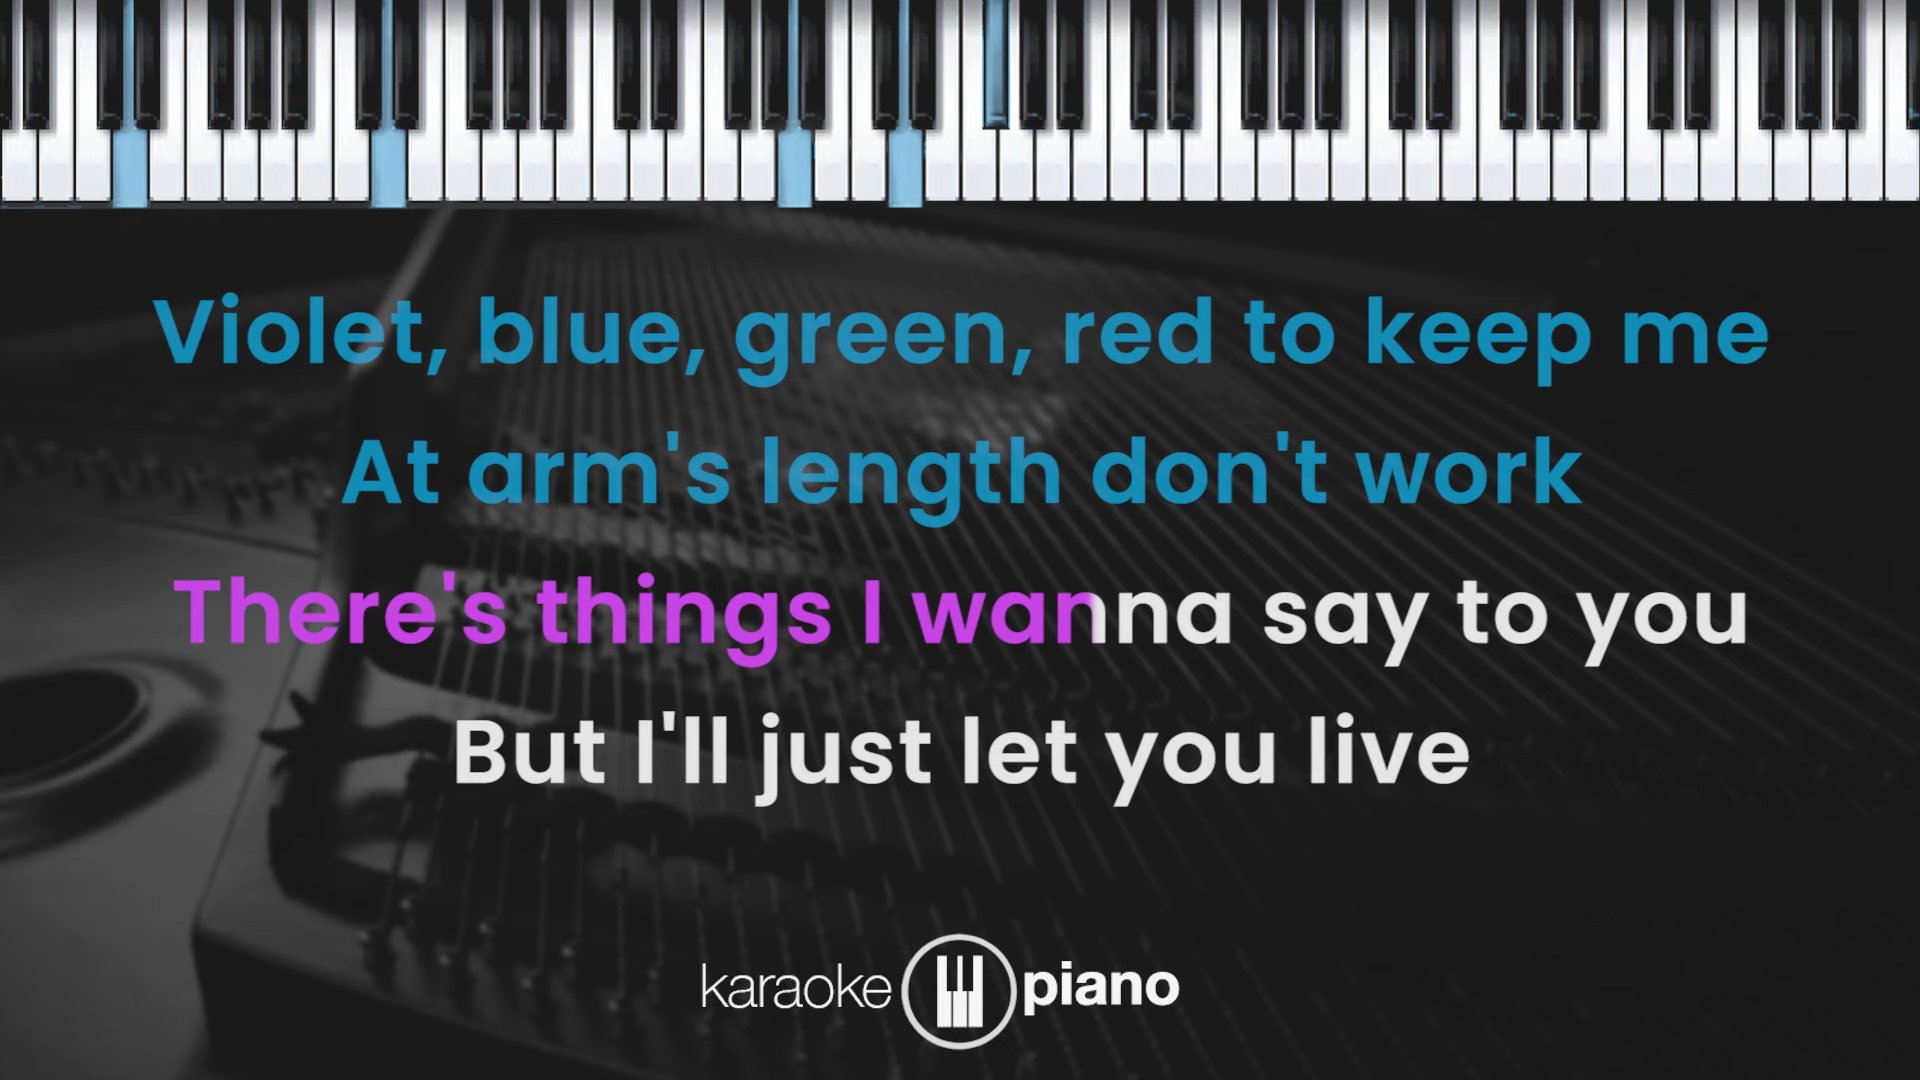 Violet, blue, green, red to keep me
At arm's length don't work
There's things I wanna say to you
But I'll just let you live
karaoke piano